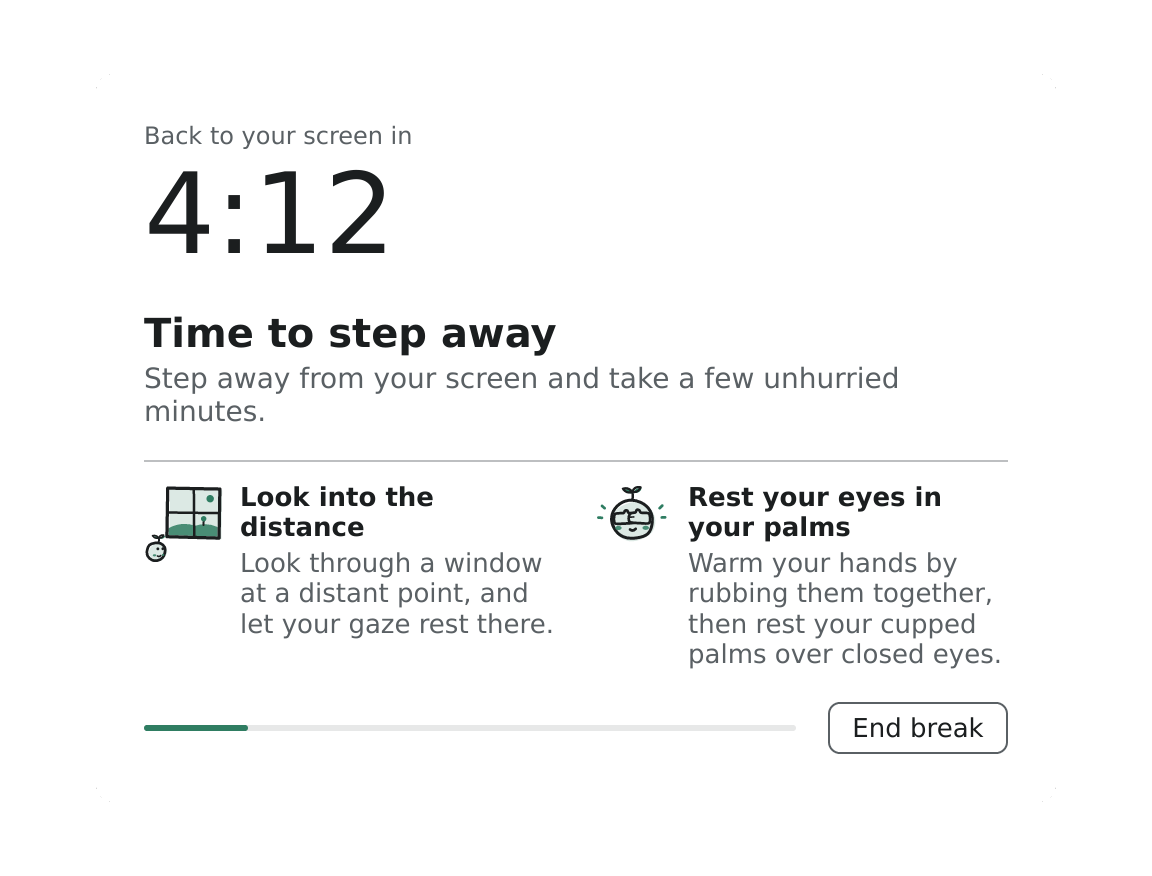 Back to your screen in
4:12
Time to step away
Step away from your screen and take a few unhurried
minutes.
Look into the
distance
Look through a window
at a distant point, and
let your gaze rest there.
Rest your eyes in
your palms
Warm your hands by
rubbing them together,
then rest your cupped
palms over closed eyes.
End break